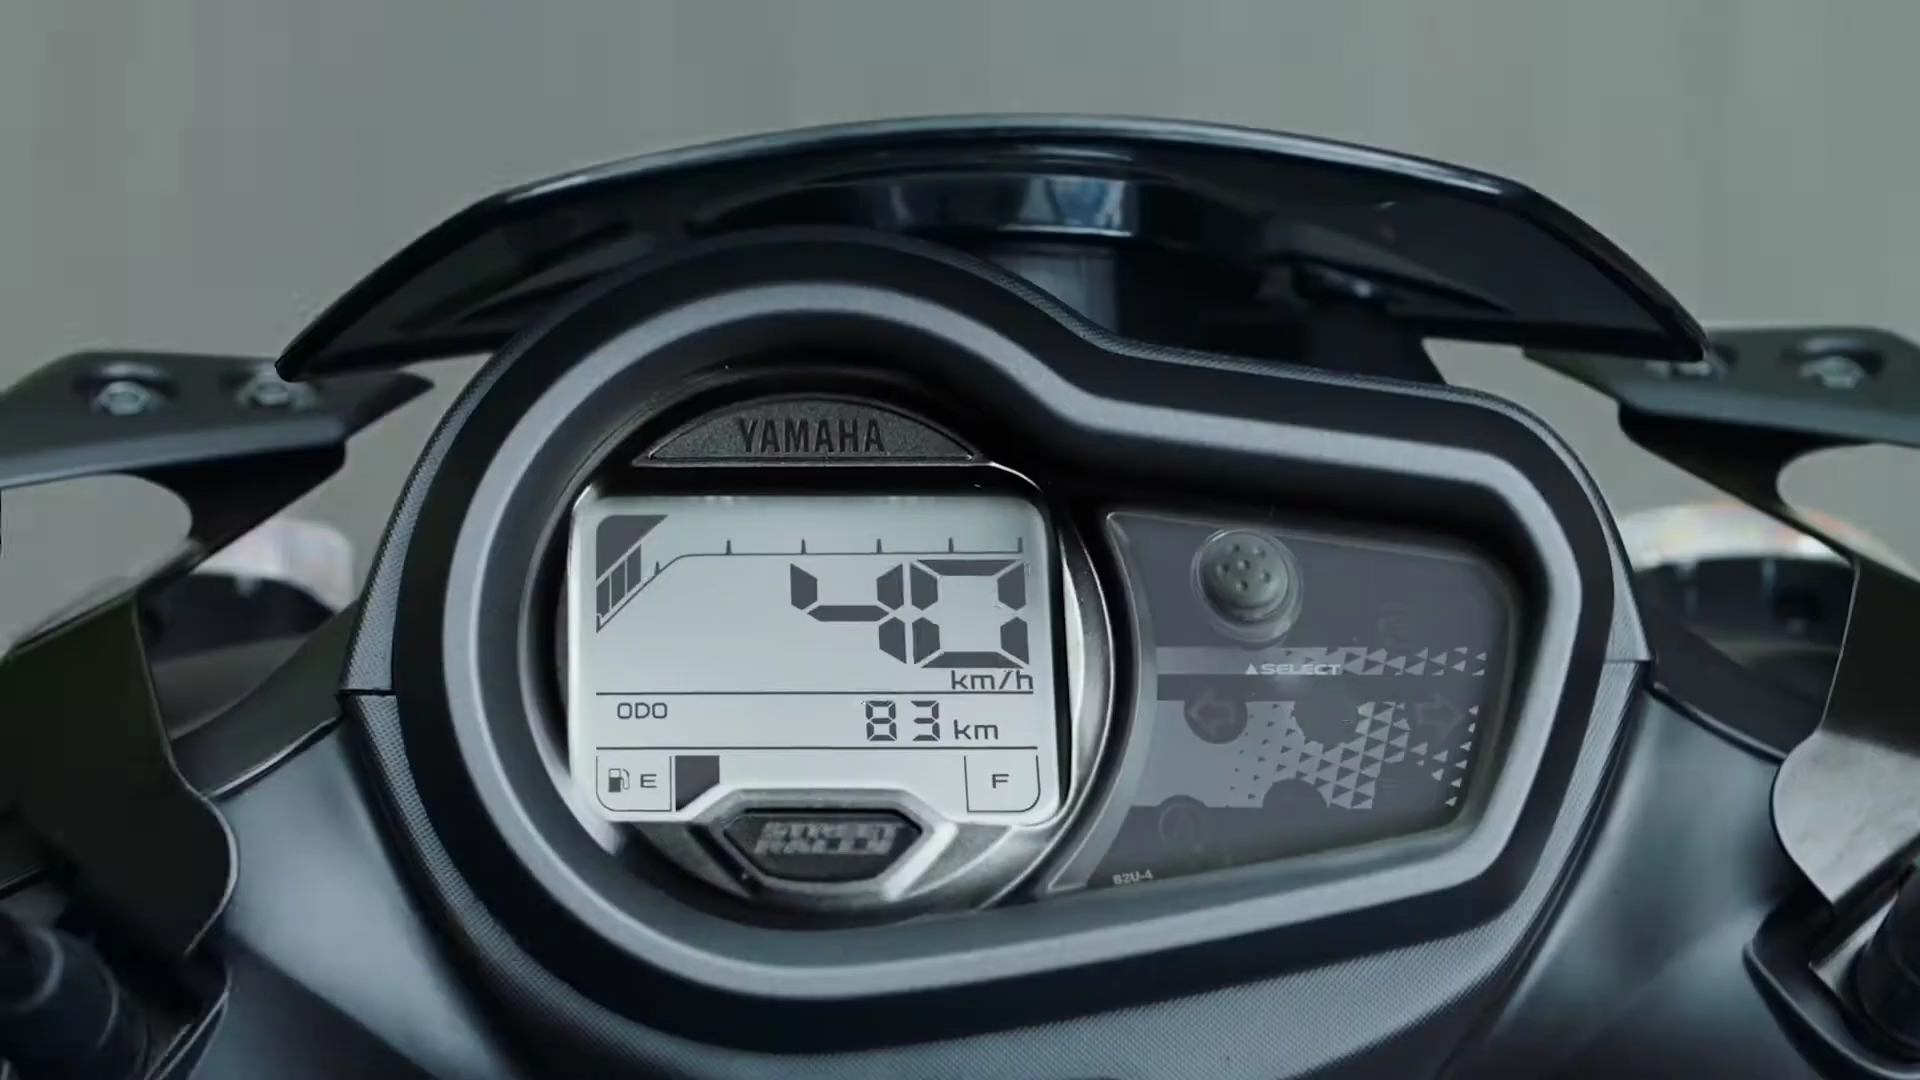 YAMAHA
40
km/h
ODO 83 km
E F
STREET
RALLY
▲SELECT
B2U-4